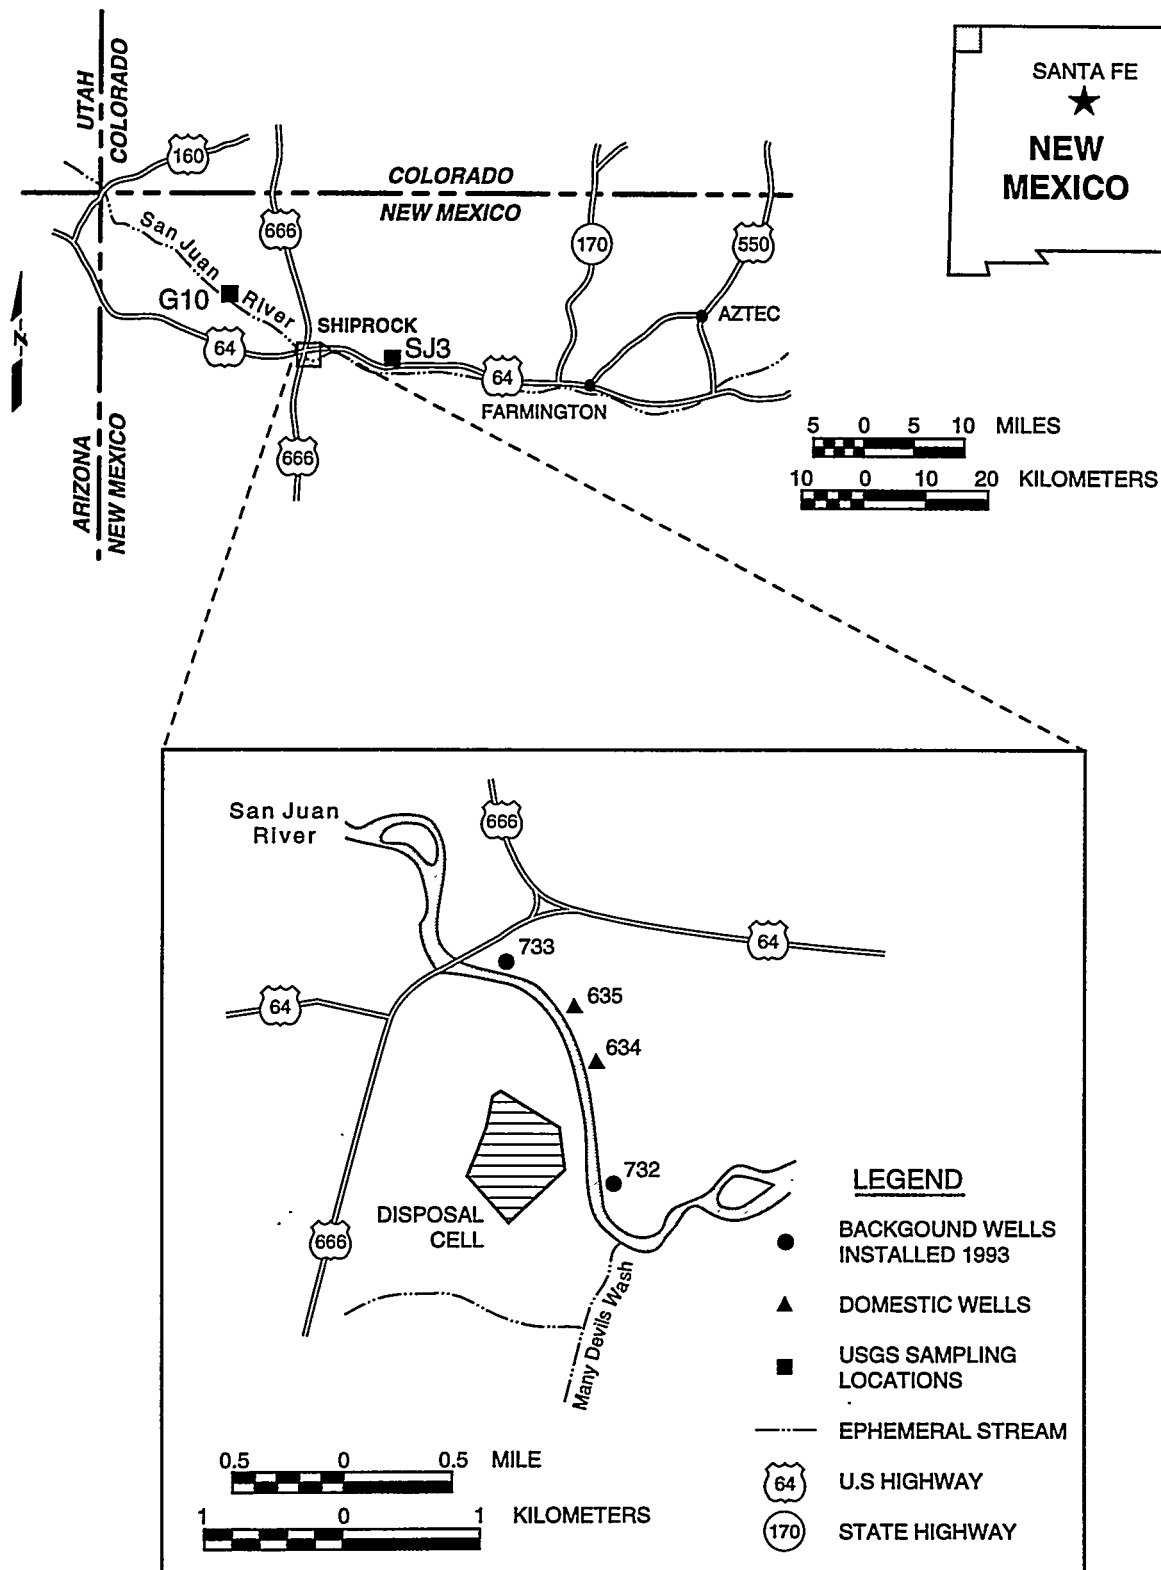 UTAH
COLORADO
160
SANTA FE
NEW
MEXICO
COLORADO
NEW MEXICO
San Juan
River
666
170
550
G10
SHIPROCK
AZTEC
N
64
SJ3
64
FARMINGTON
666
ARIZONA
NEW MEXICO
5 0 5 10 MILES
10 0 10 20 KILOMETERS
San Juan
River
666
733
64
635
64
634
732
DISPOSAL
CELL
666
Many Devils Wash
LEGEND
BACKGOUND WELLS
INSTALLED 1993
DOMESTIC WELLS
USGS SAMPLING
LOCATIONS
EPHEMERAL STREAM
64 U.S HIGHWAY
170 STATE HIGHWAY
0.5 0 0.5 MILE
1 0 1 KILOMETERS